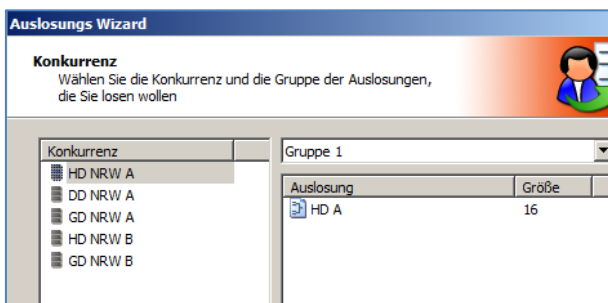 Auslosungs Wizard
Konkurrenz
Wählen Sie die Konkurrenz und die Gruppe der Auslosungen,
die Sie losen wollen
Konkurrenz
HD NRW A
DD NRW A
GD NRW A
HD NRW B
GD NRW B
Gruppe 1
Auslosung Größe
HD A 16